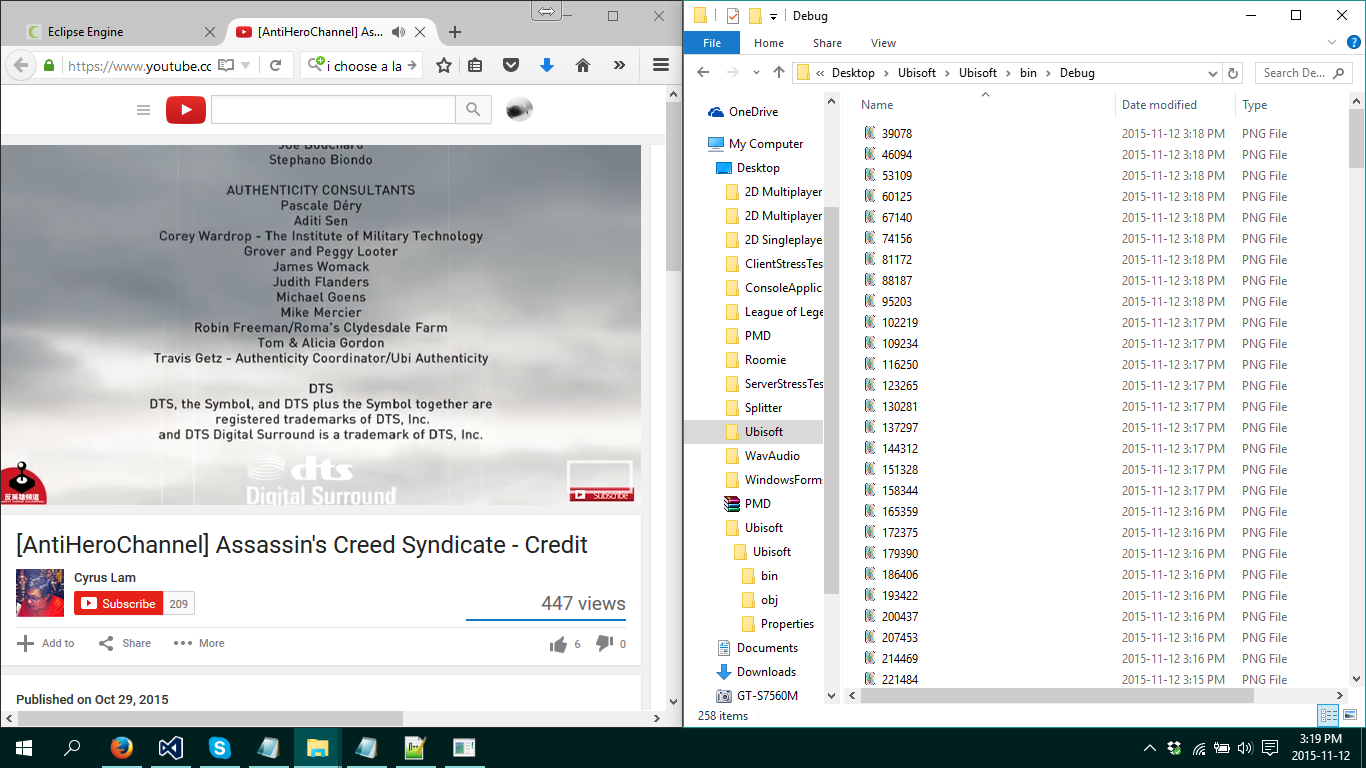 Eclipse Engine
[AntiHeroChannel] As...
https://www.youtube.co
i choose a la
Joe Bouchard
Stephano Biondo
AUTHENTICITY CONSULTANTS
Pascale Déry
Aditi Sen
Corey Wardrop - The Institute of Military Technology
Grover and Peggy Looter
James Womack
Judith Flanders
Michael Goens
Mike Mercier
Robin Freeman/Roma's Clydesdale Farm
Tom & Alicia Gordon
Travis Getz - Authenticity Coordinator/Ubi Authenticity
DTS
DTS, the Symbol, and DTS plus the Symbol together are
registered trademarks of DTS, Inc.
and DTS Digital Surround is a trademark of DTS, Inc.
dts
Digital Surround
反英雄頻道
Subscribe
[AntiHeroChannel] Assassin's Creed Syndicate - Credit
Cyrus Lam
Subscribe 209
447 views
Add to Share More 6 0
Published on Oct 29, 2015
Debug
File Home Share View
« Desktop Ubisoft Ubisoft bin Debug
Search De...
OneDrive
My Computer
Desktop
2D Multiplayer
2D Multiplayer
2D Singleplaye
ClientStressTes
ConsoleApplic
League of Lege
PMD
Roomie
ServerStressTes
Splitter
Ubisoft
WavAudio
WindowsForm
PMD
Ubisoft
Ubisoft
bin
obj
Properties
Documents
Downloads
GT-S7560M
Name Date modified Type
39078 2015-11-12 3:18 PM PNG File
46094 2015-11-12 3:18 PM PNG File
53109 2015-11-12 3:18 PM PNG File
60125 2015-11-12 3:18 PM PNG File
67140 2015-11-12 3:18 PM PNG File
74156 2015-11-12 3:18 PM PNG File
81172 2015-11-12 3:18 PM PNG File
88187 2015-11-12 3:18 PM PNG File
95203 2015-11-12 3:18 PM PNG File
102219 2015-11-12 3:17 PM PNG File
109234 2015-11-12 3:17 PM PNG File
116250 2015-11-12 3:17 PM PNG File
123265 2015-11-12 3:17 PM PNG File
130281 2015-11-12 3:17 PM PNG File
137297 2015-11-12 3:17 PM PNG File
144312 2015-11-12 3:17 PM PNG File
151328 2015-11-12 3:17 PM PNG File
158344 2015-11-12 3:17 PM PNG File
165359 2015-11-12 3:16 PM PNG File
172375 2015-11-12 3:16 PM PNG File
179390 2015-11-12 3:16 PM PNG File
186406 2015-11-12 3:16 PM PNG File
193422 2015-11-12 3:16 PM PNG File
200437 2015-11-12 3:16 PM PNG File
207453 2015-11-12 3:16 PM PNG File
214469 2015-11-12 3:16 PM PNG File
221484 2015-11-12 3:15 PM PNG File
258 items
3:19 PM
2015-11-12